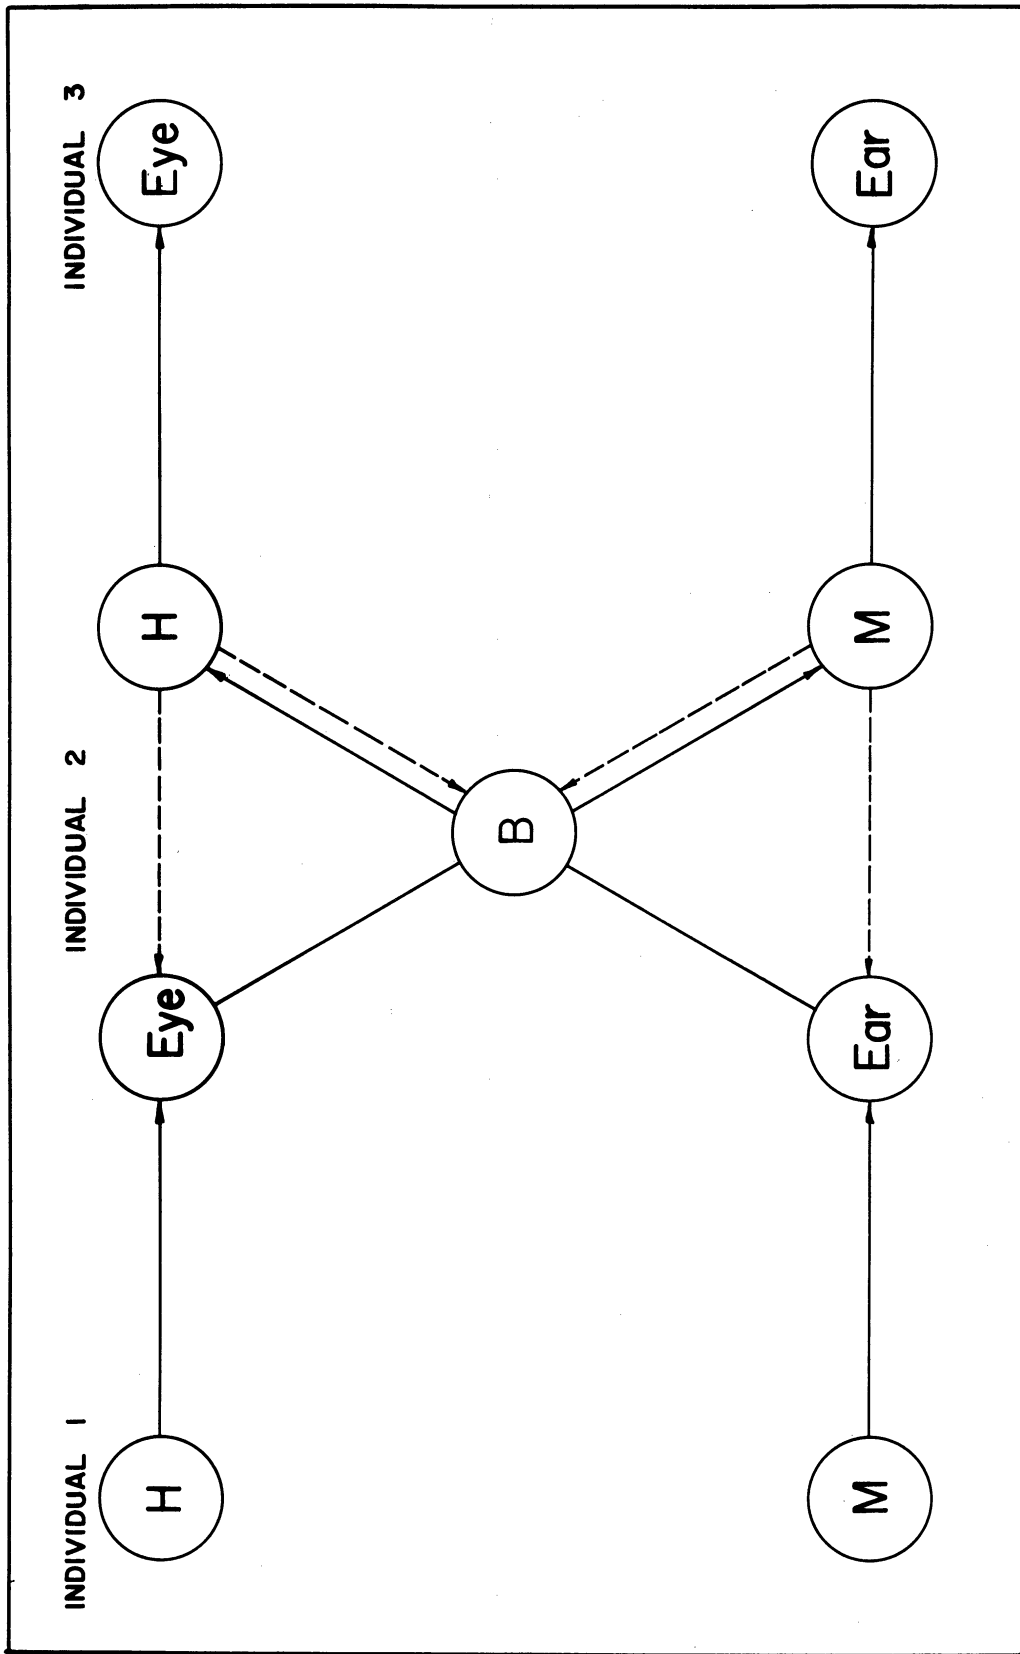 INDIVIDUAL 1
INDIVIDUAL 2
INDIVIDUAL 3
H
Eye
H
Eye
B
M
Ear
M
Ear